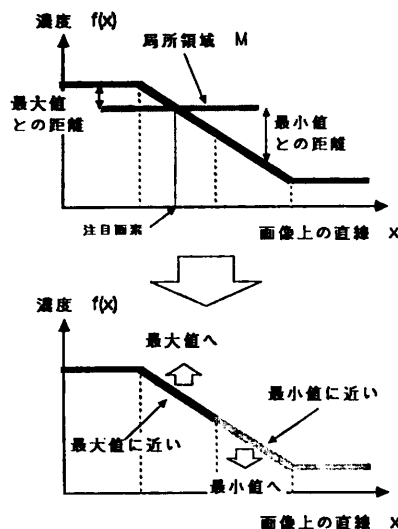 濃度 f(x)
局所領域 M
最大値
との距離
最小値
との距離
注目画素
画像上の直線 x
濃度 f(x)
最大値へ
最小値に近い
最大値に近い
最小値へ
画像上の直線 x